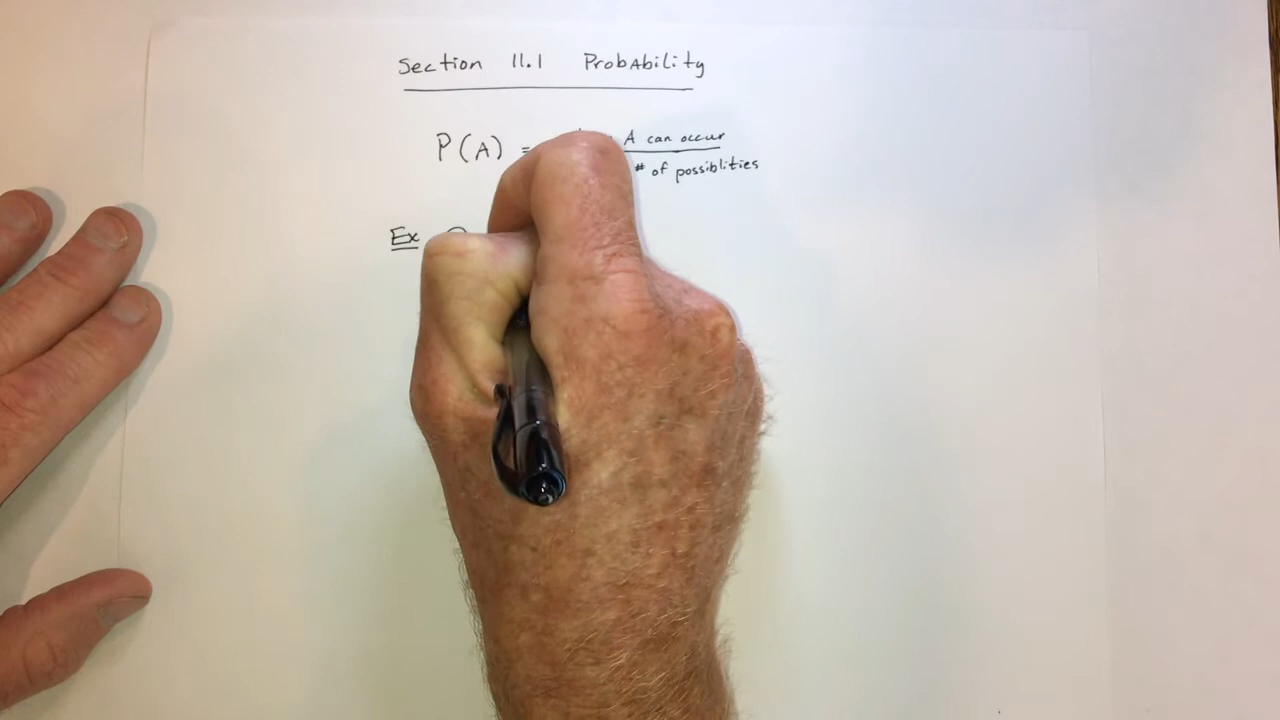 Section 11.1 Probability
P(A) = A can occur
# of possiblities
Ex